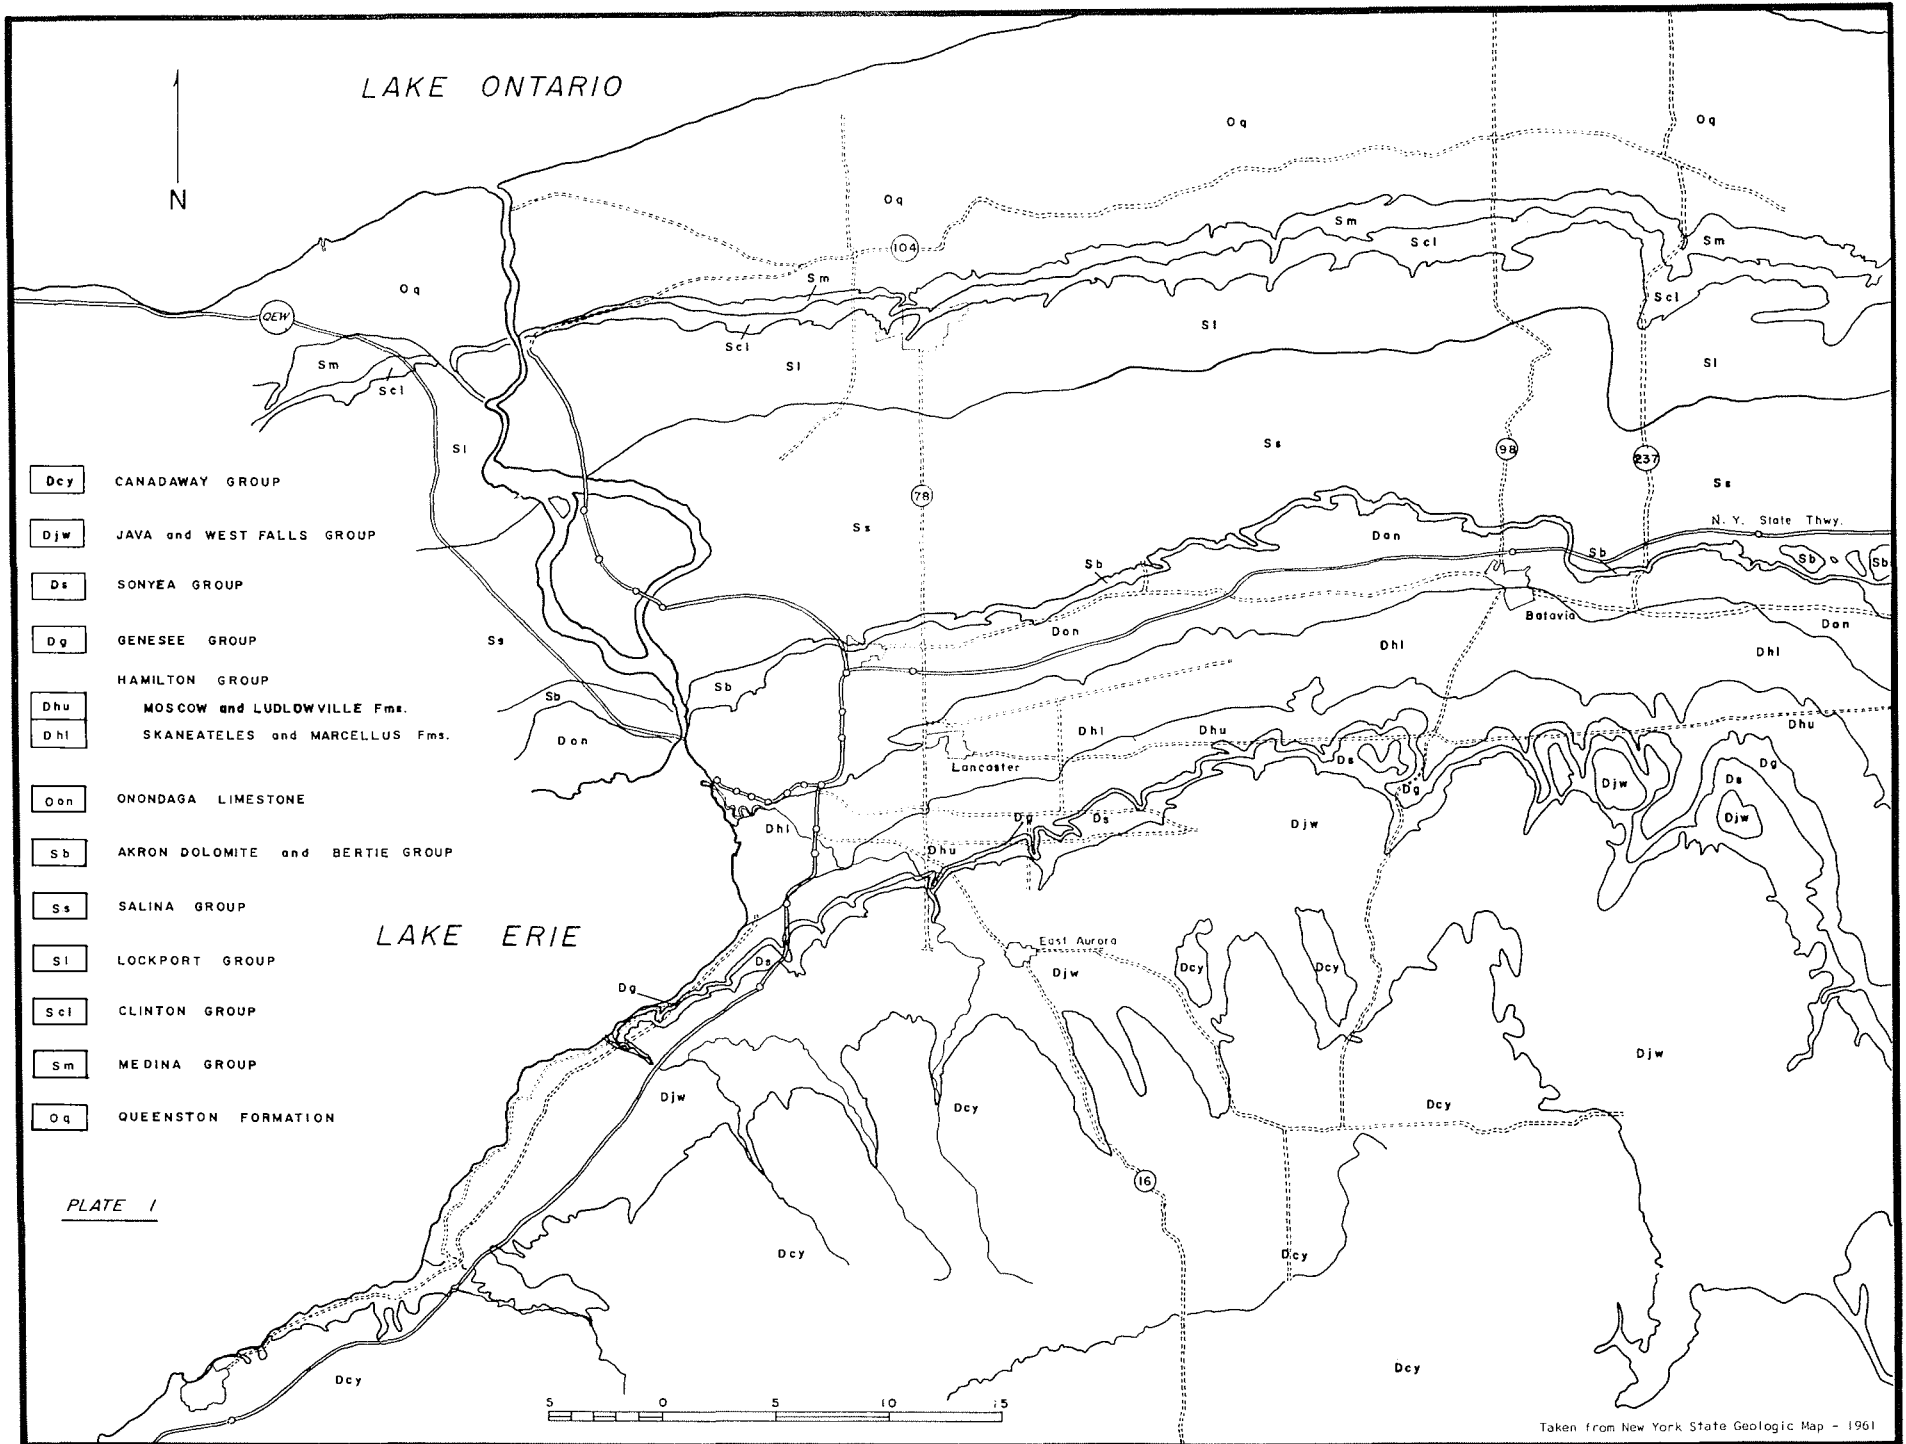 LAKE ONTARIO
N
Oq
Oq
Oq
Oq
104
QEW
Sm
Scl
Sm
Scl
Sm
Scl
Sm
Scl
Sl
Sl
Sl
Sl
Ss
Ss
Ss
Ss
98
237
78
N. Y. State Thwy.
Sb
Sb
Sb
Sb
Sb
Sb
Don
Don
Don
Don
Batavia
Dhl
Dhl
Dhl
Dhl
Dhu
Dhu
Dhu
Lancaster
Ds
Ds
Ds
Ds
Dg
Dg
Dg
Dg
Djw
Djw
Djw
Djw
Djw
Djw
East Aurora
Dcy
Dcy
Dcy
Dcy
Dcy
Dcy
Dcy
Dcy
16
LAKE ERIE
Dcy CANADAWAY GROUP
Djw JAVA and WEST FALLS GROUP
Ds SONYEA GROUP
Dg GENESEE GROUP
HAMILTON GROUP
Dhu MOSCOW and LUDLOWVILLE Fms.
Dhl SKANEATELES and MARCELLUS Fms.
Don ONONDAGA LIMESTONE
Sb AKRON DOLOMITE and BERTIE GROUP
Ss SALINA GROUP
Sl LOCKPORT GROUP
Scl CLINTON GROUP
Sm MEDINA GROUP
Oq QUEENSTON FORMATION
PLATE 1
5 0 5 10 15
Taken from New York State Geologic Map - 1961